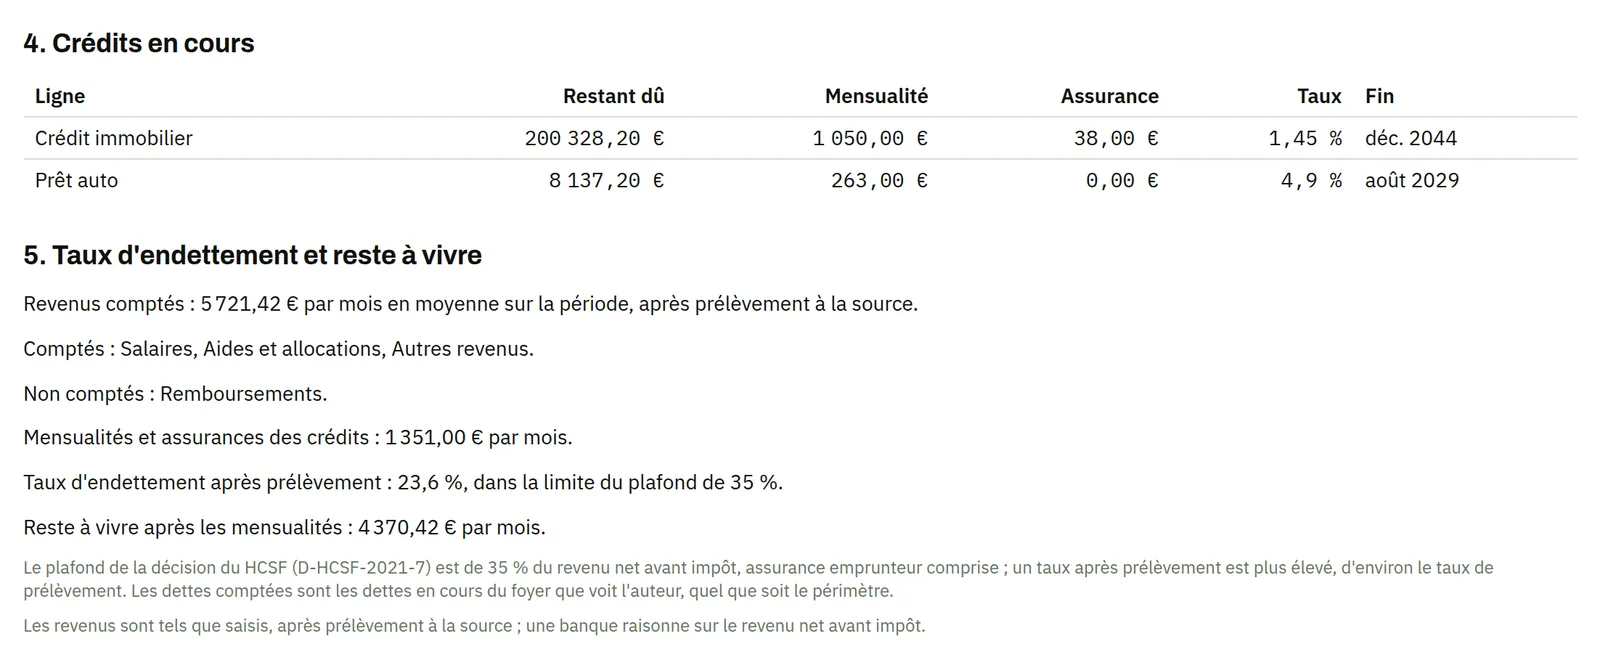 4. Crédits en cours
Ligne Restant dû Mensualité Assurance Taux Fin
Crédit immobilier 200 328,20 € 1 050,00 € 38,00 € 1,45 % déc. 2044
Prêt auto 8 137,20 € 263,00 € 0,00 € 4,9 % août 2029
5. Taux d'endettement et reste à vivre
Revenus comptés : 5 721,42 € par mois en moyenne sur la période, après prélèvement à la source.
Comptés : Salaires, Aides et allocations, Autres revenus.
Non comptés : Remboursements.
Mensualités et assurances des crédits : 1 351,00 € par mois.
Taux d'endettement après prélèvement : 23,6 %, dans la limite du plafond de 35 %.
Reste à vivre après les mensualités : 4 370,42 € par mois.
Le plafond de la décision du HCSF (D-HCSF-2021-7) est de 35 % du revenu net avant impôt, assurance emprunteur comprise ; un taux après prélèvement est plus élevé, d'environ le taux de
prélèvement. Les dettes comptées sont les dettes en cours du foyer que voit l'auteur, quel que soit le périmètre.
Les revenus sont tels que saisis, après prélèvement à la source ; une banque raisonne sur le revenu net avant impôt.